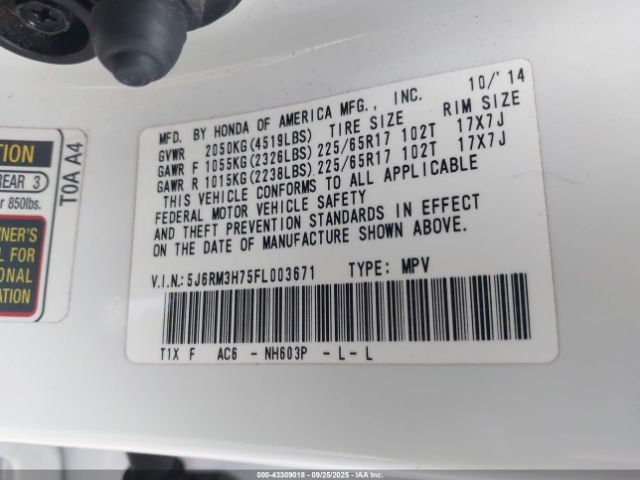 10/'14
MFD. BY HONDA OF AMERICA MFG., INC.
GVWR 2050KG(4519LBS) TIRE SIZE RIM SIZE
GAWR F 1055KG(2326LBS) 225/65R17 102T 17X7J
GAWR R 1015KG(2238LBS) 225/65R17 102T 17X7J
THIS VEHICLE CONFORMS TO ALL APPLICABLE
FEDERAL MOTOR VEHICLE SAFETY
AND THEFT PREVENTION STANDARDS IN EFFECT
ON THE DATE OF MANUFACTURE SHOWN ABOVE.
V.I.N.:5J6RM3H75FL003671 TYPE: MPV
T1X F AC6 - NH603P - L - L
TION
REAR 3
r 850lbs.
WNER'S
L FOR
ONAL
ATION
T0A A4
000-43309018 - 09/25/2025 - IAAI.COM